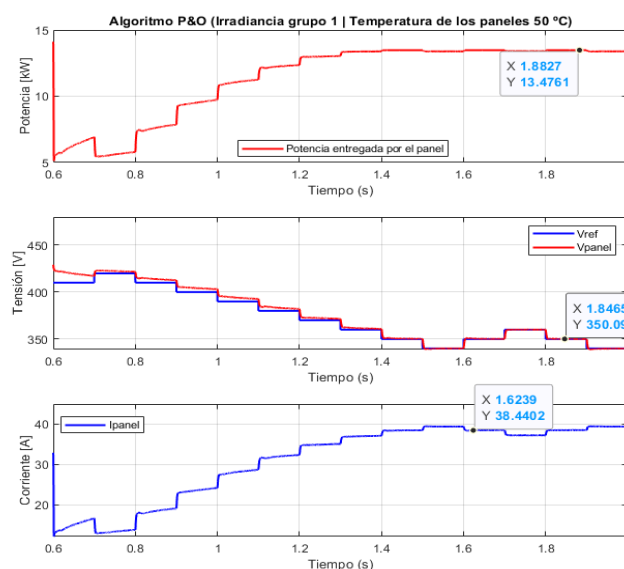 Algoritmo P&O (Irradiancia grupo 1 | Temperatura de los paneles 50 ºC)
Potencia [kW]
15
10
5
X 1.8827
Y 13.4761
Potencia entregada por el panel
0.6 0.8 1 1.2 1.4 1.6 1.8
Tiempo (s)
Tensión [V]
450
400
350
Vref
Vpanel
X 1.8465
Y 350.09
0.6 0.8 1 1.2 1.4 1.6 1.8
Tiempo (s)
Corriente [A]
40
30
20
Ipanel
X 1.6239
Y 38.4402
0.6 0.8 1 1.2 1.4 1.6 1.8
Tiempo (s)